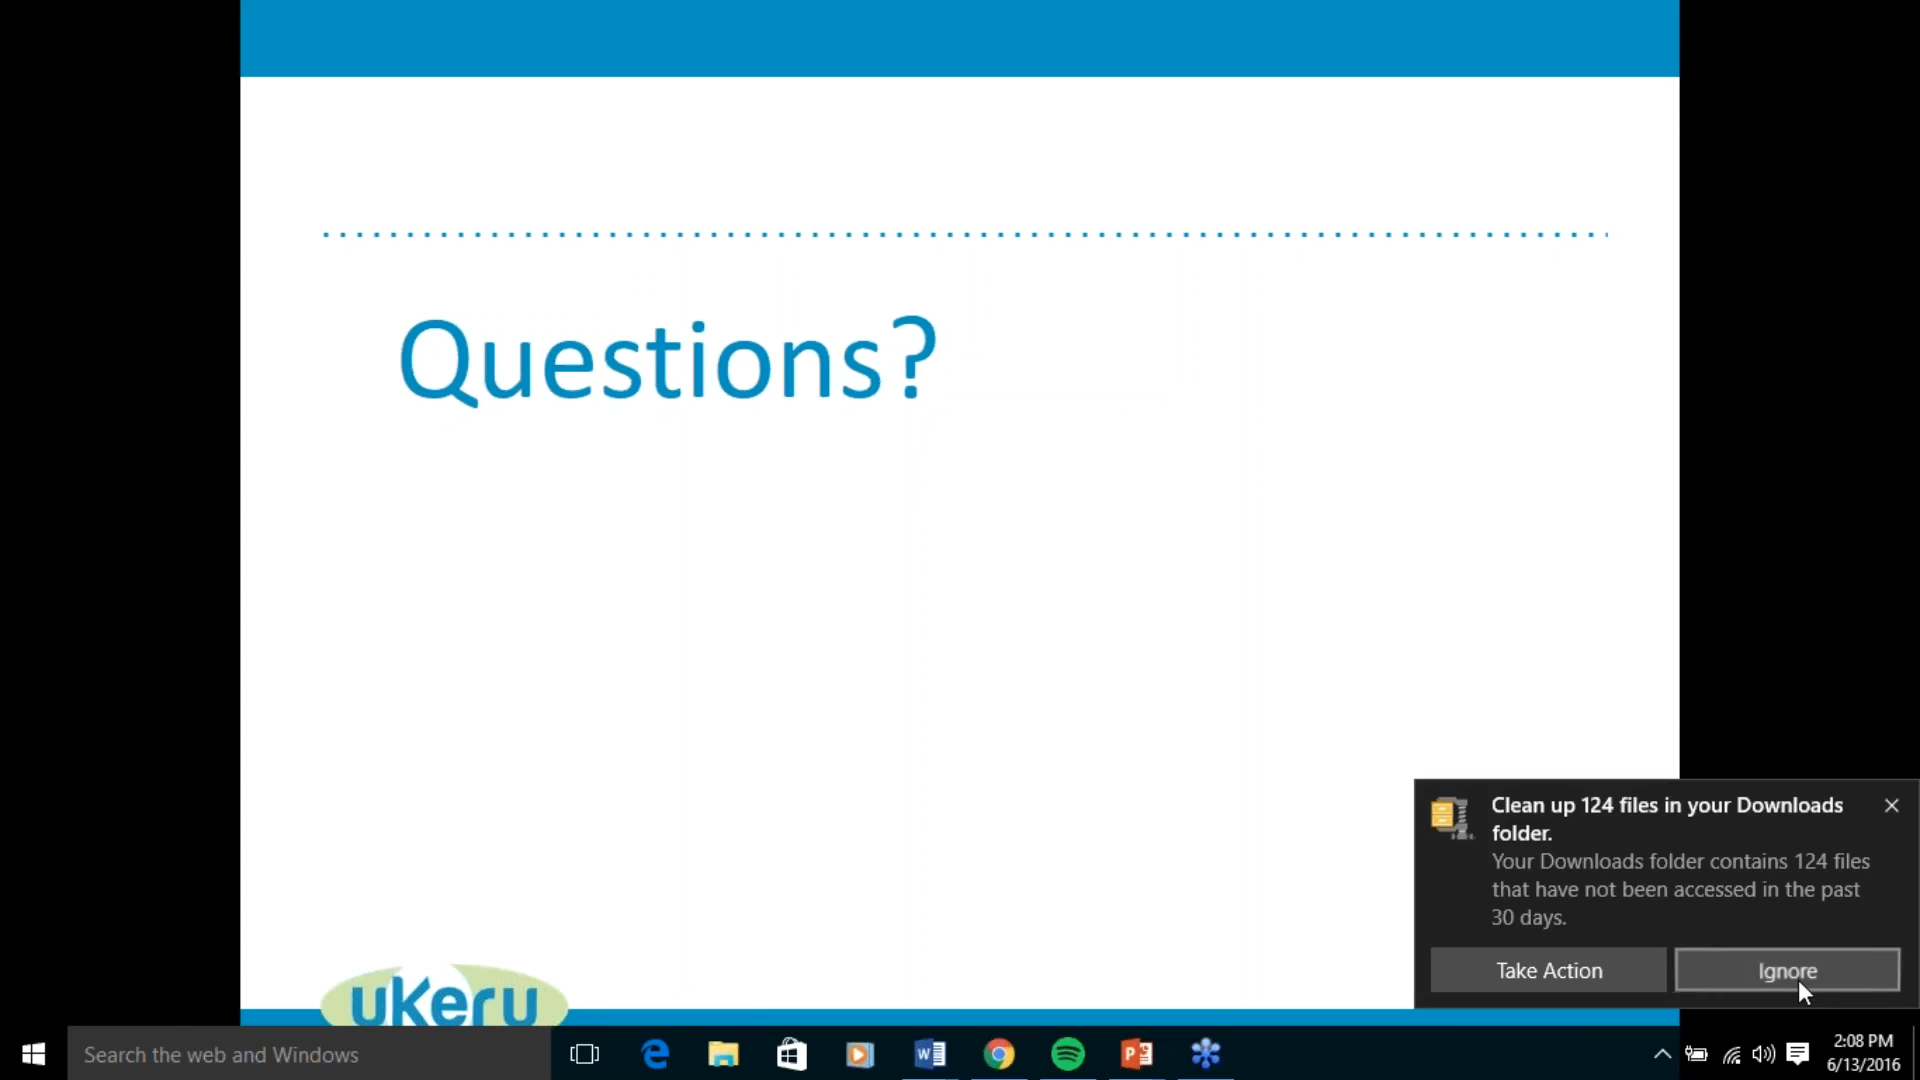 Questions?
Clean up 124 files in your Downloads
folder.
Your Downloads folder contains 124 files
that have not been accessed in the past
30 days.
Take Action
Ignore
ukeru
Search the web and Windows
2:08 PM
6/13/2016